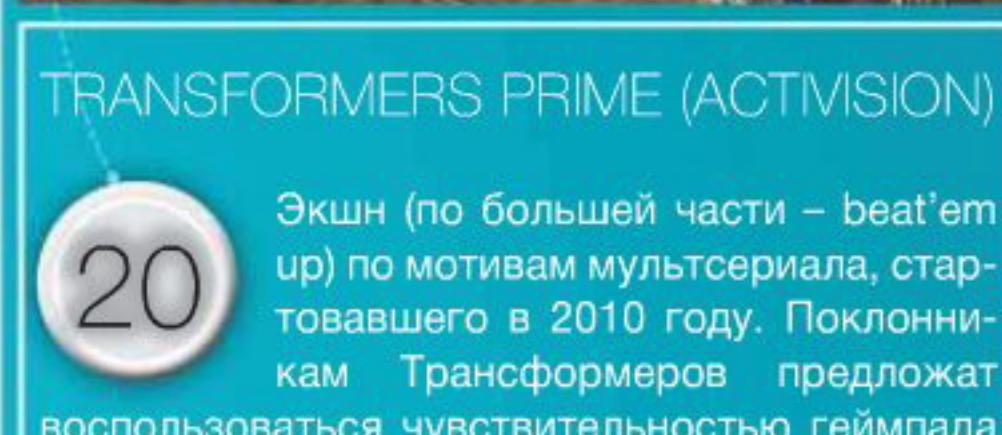 TRANSFORMERS PRIME (ACTIVISION)
20
Экшн (по большей части – beat'em
up) по мотивам мультсериала, стар-
товавшего в 2010 году. Поклонни-
кам Трансформеров предложат
воспользоваться чувствительностью геймпада